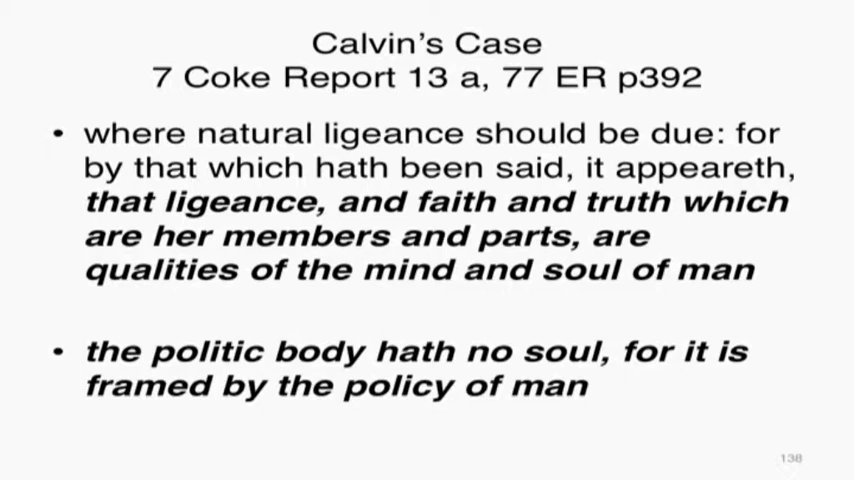 Calvin's Case
7 Coke Report 13 a, 77 ER p392
• where natural ligeance should be due: for
by that which hath been said, it appeareth,
that ligeance, and faith and truth which
are her members and parts, are
qualities of the mind and soul of man
• the politic body hath no soul, for it is
framed by the policy of man
138